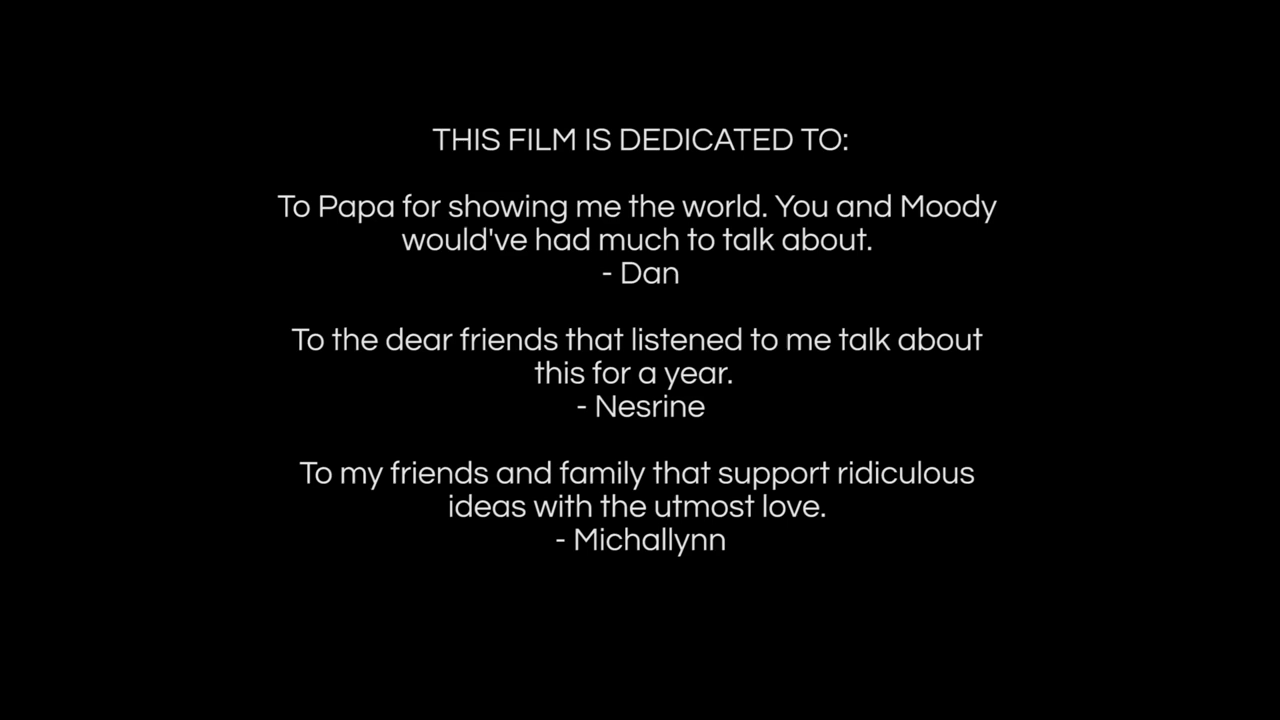 THIS FILM IS DEDICATED TO:
To Papa for showing me the world. You and Moody
would've had much to talk about.
- Dan
To the dear friends that listened to me talk about
this for a year.
- Nesrine
To my friends and family that support ridiculous
ideas with the utmost love.
- Michallynn